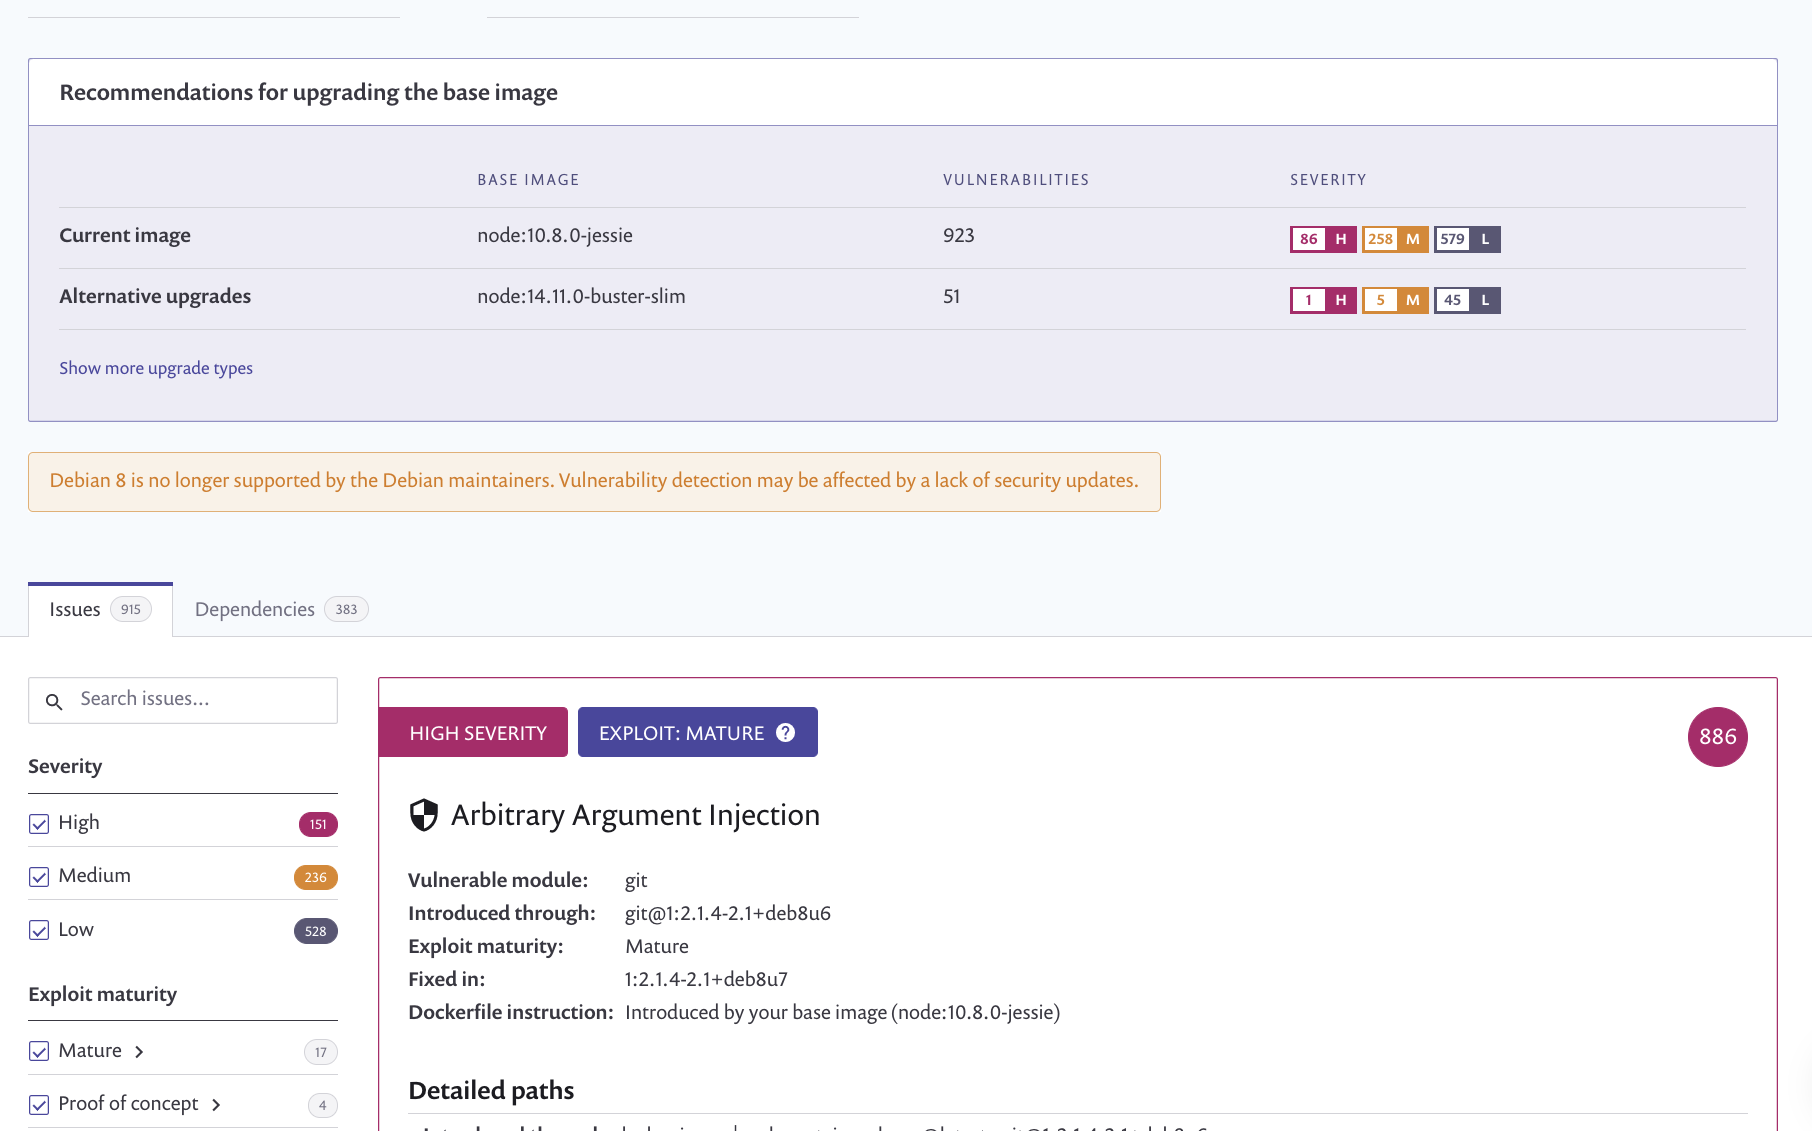 Recommendations for upgrading the base image
BASE IMAGE VULNERABILITIES SEVERITY
Current image node:10.8.0-jessie 923 86 H 258 M 579 L
Alternative upgrades node:14.11.0-buster-slim 51 1 H 5 M 45 L
Show more upgrade types
Debian 8 is no longer supported by the Debian maintainers. Vulnerability detection may be affected by a lack of security updates.
Issues 915 Dependencies 383
Search issues...
Severity
High 151
Medium 236
Low 528
Exploit maturity
Mature 17
Proof of concept 4
HIGH SEVERITY EXPLOIT: MATURE ? 886
Arbitrary Argument Injection
Vulnerable module: git
Introduced through: git@1:2.1.4-2.1+deb8u6
Exploit maturity: Mature
Fixed in: 1:2.1.4-2.1+deb8u7
Dockerfile instruction: Introduced by your base image (node:10.8.0-jessie)
Detailed paths